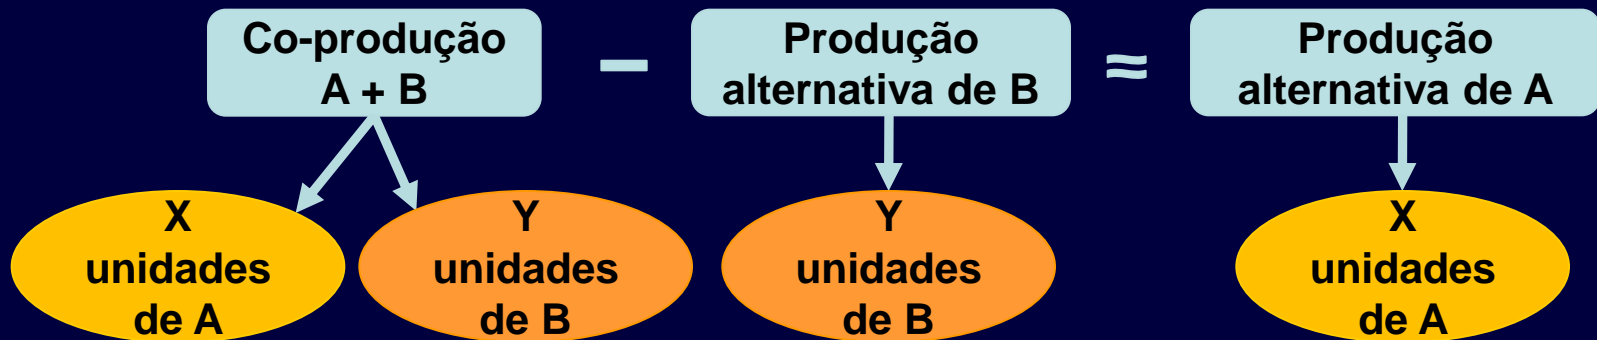 Co-produção
A + B
−
Produção
alternativa de B
≈
Produção
alternativa de A
X
unidades
de A
Y
unidades
de B
Y
unidades
de B
X
unidades
de A